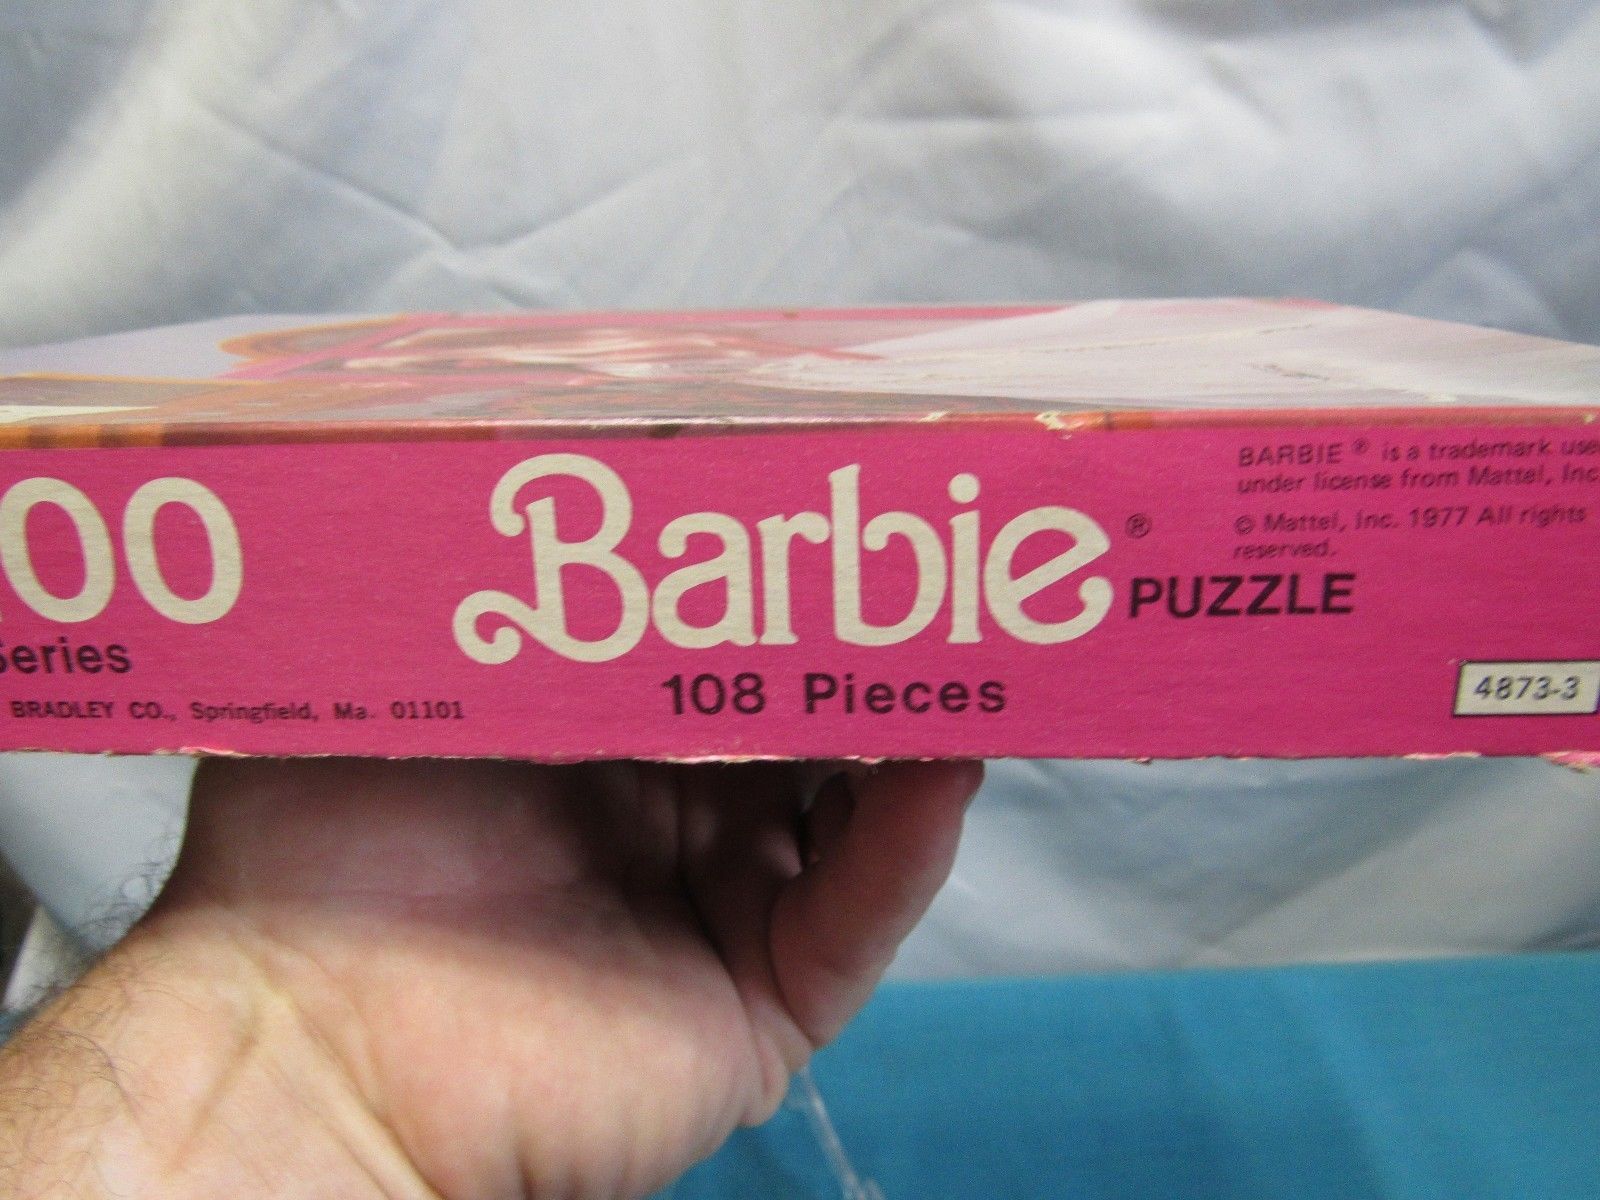 00
Series
BRADLEY CO., Springfield, Ma. 01101
Barbie®
PUZZLE
108 Pieces
BARBIE® is a trademark used
under license from Mattel, Inc.
© Mattel, Inc. 1977 All rights
reserved.
4873-3